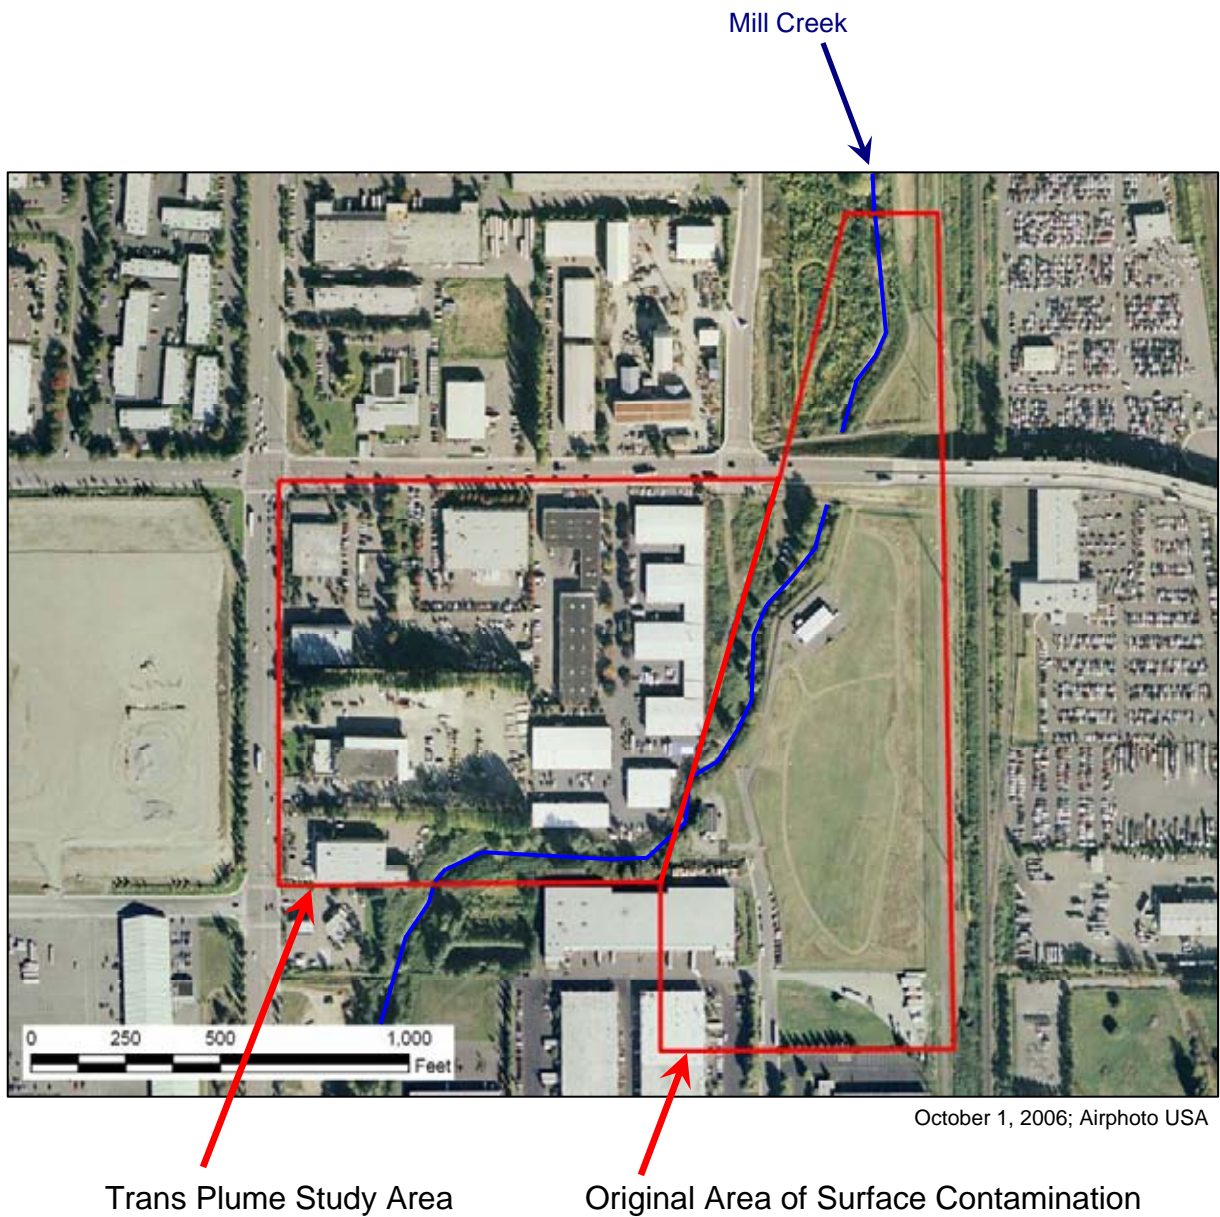 Mill Creek
0 250 500 1,000
Feet
October 1, 2006; Airphoto USA
Trans Plume Study Area
Original Area of Surface Contamination